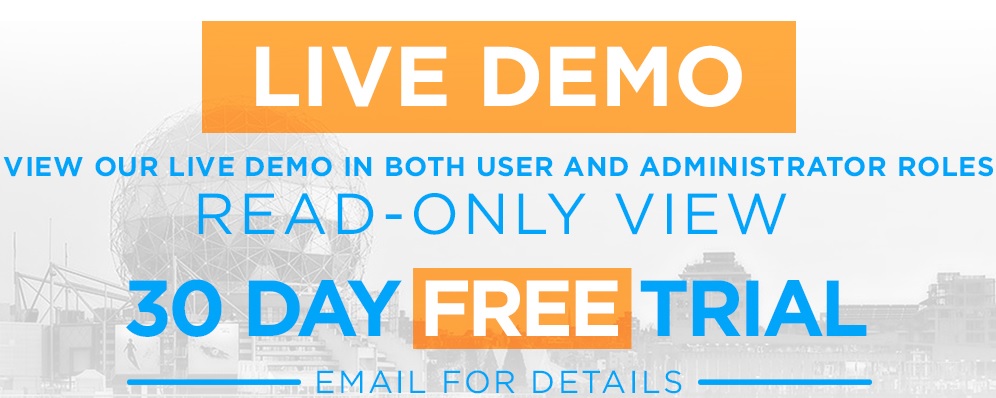 LIVE DEMO
VIEW OUR LIVE DEMO IN BOTH USER AND ADMINISTRATOR ROLES
READ-ONLY VIEW
30 DAY FREE TRIAL
EMAIL FOR DETAILS